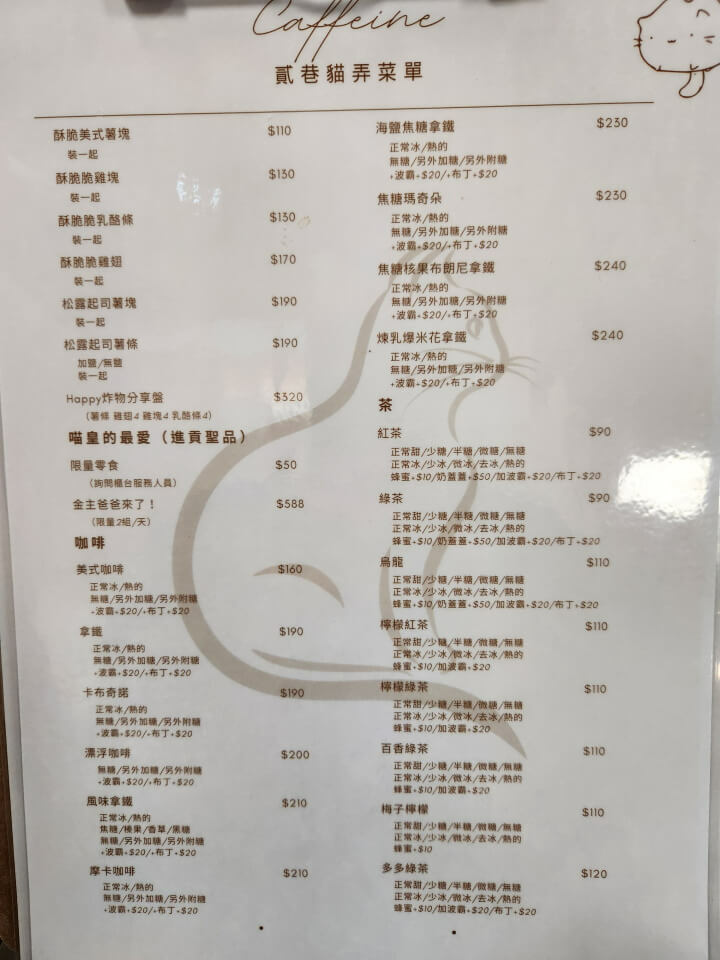 Caffeine
貳巷貓弄菜單
酥脆美式薯塊 $110
裝一起
酥脆脆雞塊 $130
裝一起
酥脆脆乳酪條 $130
裝一起
酥脆脆雞翅 $170
裝一起
松露起司薯塊 $190
裝一起
松露起司薯條 $190
加鹽/無鹽
裝一起
Happy炸物分享盤 $320
(薯條 雞翅4 雞塊4 乳酪條4)
喵皇的最愛（進貢聖品）
限量零食 $50
(詢問櫃台服務人員)
金主爸爸來了！ $588
(限量2組/天)
咖啡
美式咖啡 $160
正常冰/熱的
無糖/另外加糖/另外附糖
+波霸+$20/+布丁+$20
拿鐵 $190
正常冰/熱的
無糖/另外加糖/另外附糖
+波霸+$20/+布丁+$20
卡布奇諾 $190
正常冰/熱的
無糖/另外加糖/另外附糖
+波霸+$20/+布丁+$20
漂浮咖啡 $200
無糖/另外加糖/另外附糖
+波霸+$20/+布丁+$20
風味拿鐵 $210
正常冰/熱的
焦糖/榛果/香草/黑糖
無糖/另外加糖/另外附糖
+波霸+$20/+布丁+$20
摩卡咖啡 $210
正常冰/熱的
無糖/另外加糖/另外附糖
+波霸+$20/+布丁+$20
海鹽焦糖拿鐵 $230
正常冰/熱的
無糖/另外加糖/另外附糖
+波霸+$20/+布丁+$20
焦糖瑪奇朵 $230
正常冰/熱的
無糖/另外加糖/另外附糖
+波霸+$20/+布丁+$20
焦糖核果布朗尼拿鐵 $240
正常冰/熱的
無糖/另外加糖/另外附糖
+波霸+$20/+布丁+$20
煉乳爆米花拿鐵 $240
正常冰/熱的
無糖/另外加糖/另外附糖
+波霸+$20/+布丁+$20
茶
紅茶 $90
正常甜/少糖/半糖/微糖/無糖
正常冰/少冰/微冰/去冰/熱的
蜂蜜+$10/奶蓋蓋+$50/加波霸+$20/布丁+$20
綠茶 $90
正常甜/少糖/半糖/微糖/無糖
正常冰/少冰/微冰/去冰/熱的
蜂蜜+$10/奶蓋蓋+$50/加波霸+$20/布丁+$20
烏龍 $110
正常甜/少糖/半糖/微糖/無糖
正常冰/少冰/微冰/去冰/熱的
蜂蜜+$10/奶蓋蓋+$50/加波霸+$20/布丁+$20
檸檬紅茶 $110
正常甜/少糖/半糖/微糖/無糖
正常冰/少冰/微冰/去冰/熱的
蜂蜜+$10/加波霸+$20
檸檬綠茶 $110
正常甜/少糖/半糖/微糖/無糖
正常冰/少冰/微冰/去冰/熱的
蜂蜜+$10/加波霸+$20
百香綠茶 $110
正常甜/少糖/半糖/微糖/無糖
正常冰/少冰/微冰/去冰/熱的
蜂蜜+$10/加波霸+$20
梅子檸檬 $110
正常甜/少糖/半糖/微糖/無糖
正常冰/少冰/微冰/去冰/熱的
蜂蜜+$10
多多綠茶 $120
正常甜/少糖/半糖/微糖/無糖
正常冰/少冰/微冰/去冰/熱的
蜂蜜+$10/加波霸+$20/布丁+$20